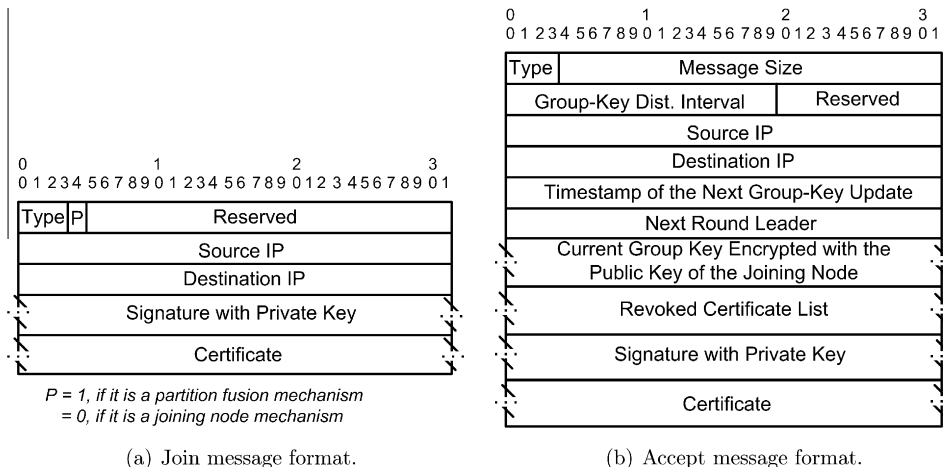 0 1 2 3
0 1 2 3 4 5 6 7 8 9 0 1 2 3 4 5 6 7 8 9 0 1 2 3 4 5 6 7 8 9 0 1
Type P Reserved
Source IP
Destination IP
Signature with Private Key
Certificate
P = 1, if it is a partition fusion mechanism
= 0, if it is a joining node mechanism
(a) Join message format.
0 1 2 3
0 1 2 3 4 5 6 7 8 9 0 1 2 3 4 5 6 7 8 9 0 1 2 3 4 5 6 7 8 9 0 1
Type Message Size
Group-Key Dist. Interval Reserved
Source IP
Destination IP
Timestamp of the Next Group-Key Update
Next Round Leader
Current Group Key Encrypted with the
Public Key of the Joining Node
Revoked Certificate List
Signature with Private Key
Certificate
(b) Accept message format.